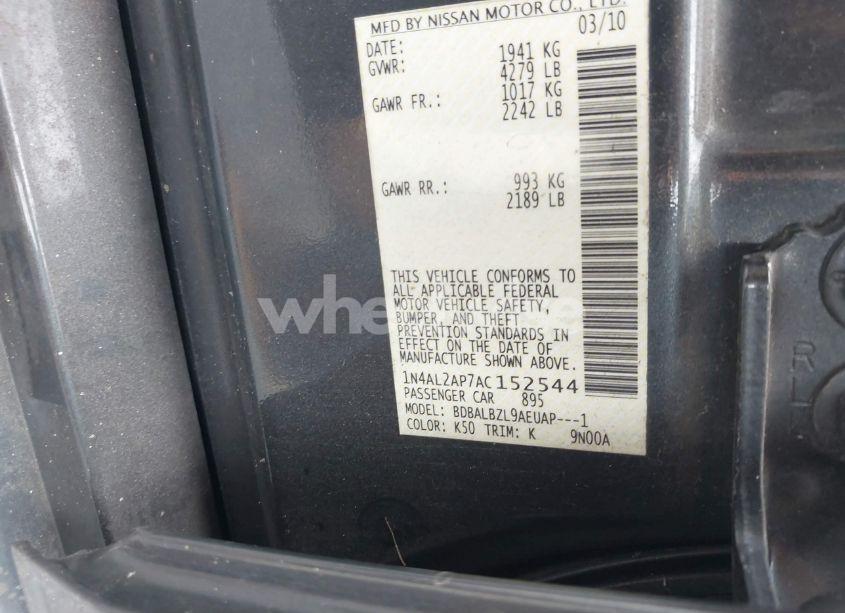 MFD BY NISSAN MOTOR CO., LTD.
DATE: 03/10
GVWR: 1941 KG
4279 LB
GAWR FR.: 1017 KG
2242 LB
GAWR RR.: 993 KG
2189 LB
THIS VEHICLE CONFORMS TO
ALL APPLICABLE FEDERAL
MOTOR VEHICLE SAFETY,
BUMPER, AND THEFT
PREVENTION STANDARDS IN
EFFECT ON THE DATE OF
MANUFACTURE SHOWN ABOVE.
1N4AL2AP7AC152544
PASSENGER CAR 895
MODEL: BDBALBZL9AEUAP---1
COLOR: K50 TRIM: K 9N00A